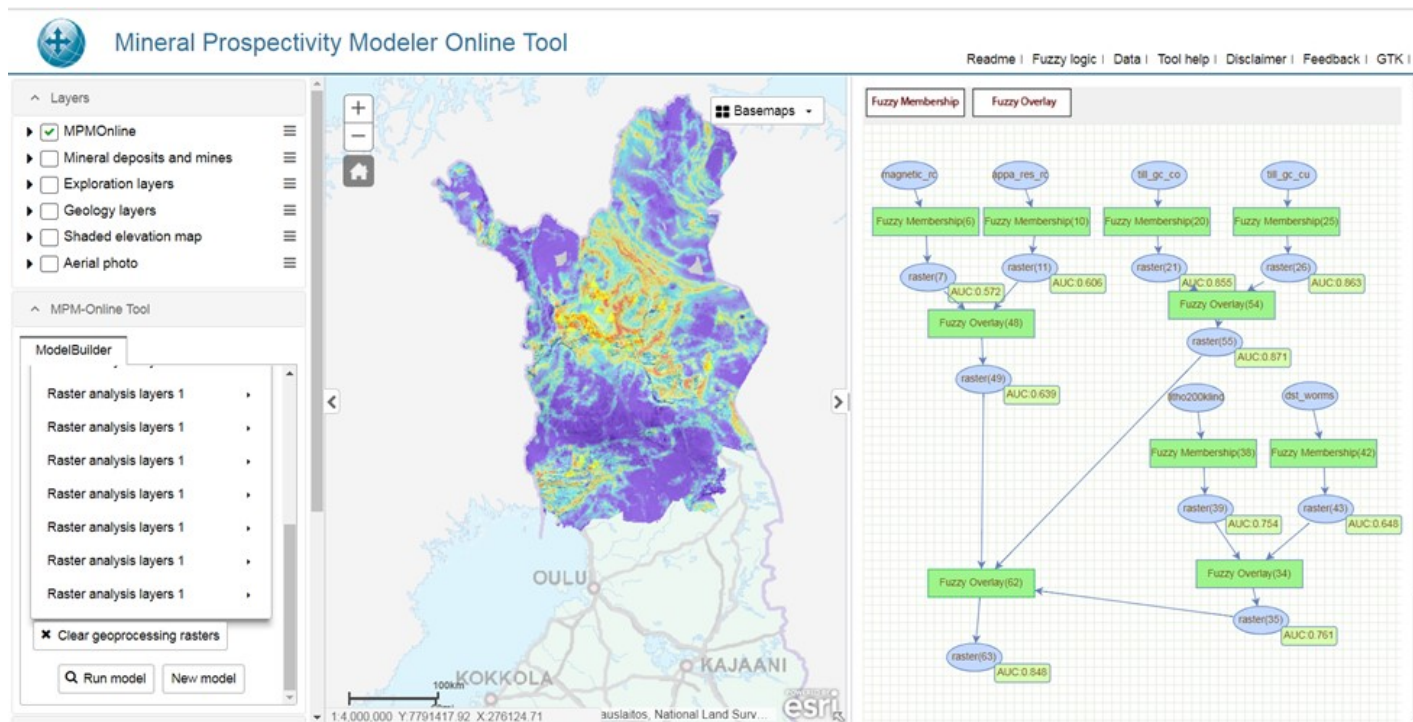 Mineral Prospectivity Modeler Online Tool
Readme | Fuzzy logic | Data | Tool help | Disclaimer | Feedback | GTK |
Layers
MPMOnline
Mineral deposits and mines
Exploration layers
Geology layers
Shaded elevation map
Aerial photo
MPM-Online Tool
ModelBuilder
Raster analysis layers 1
Raster analysis layers 1
Raster analysis layers 1
Raster analysis layers 1
Raster analysis layers 1
Raster analysis layers 1
Raster analysis layers 1
Clear geoprocessing rasters
Run model
New model
+
−
Basemaps
OULU
KAJAANI
KOKKOLA
100km
1:4,000,000 Y:7791417.92 X:276124.71
auslaitos, National Land Surv...
POWERED BY
esri
Fuzzy Membership
Fuzzy Overlay
magnetic_rc
appa_res_rc
till_gc_co
till_gc_cu
Fuzzy Membership(6)
Fuzzy Membership(10)
Fuzzy Membership(20)
Fuzzy Membership(25)
raster(7)
AUC:0.572
raster(11)
AUC:0.606
raster(21)
AUC:0.855
raster(26)
AUC:0.863
Fuzzy Overlay(48)
Fuzzy Overlay(54)
raster(55)
AUC:0.871
raster(49)
AUC:0.639
litho200klind
dst_worms
Fuzzy Membership(38)
Fuzzy Membership(42)
raster(39)
AUC:0.754
raster(43)
AUC:0.648
Fuzzy Overlay(62)
Fuzzy Overlay(34)
raster(35)
AUC:0.761
raster(63)
AUC:0.848